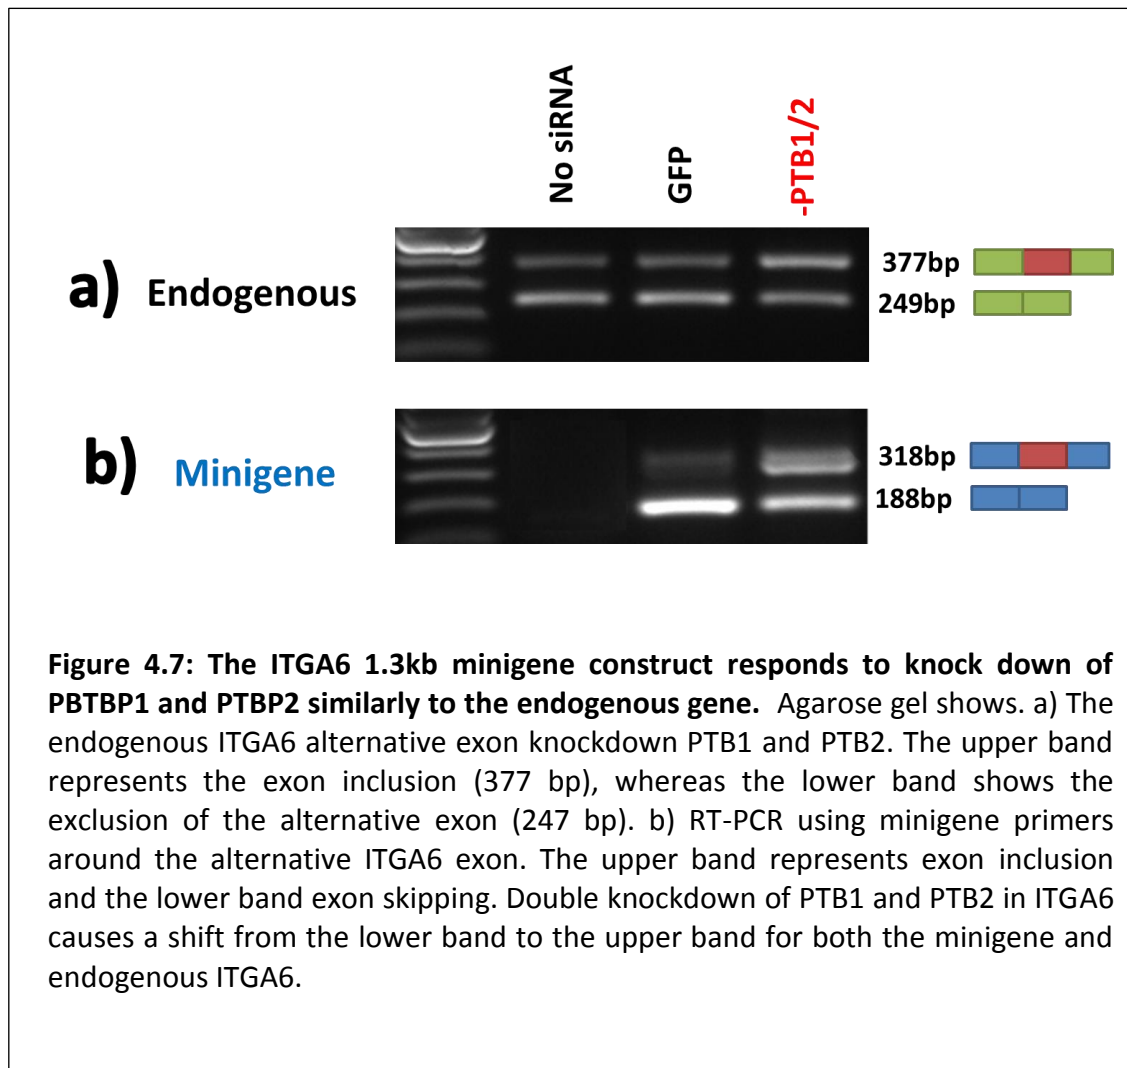 No siRNA
GFP
-PTB1/2
a) Endogenous
377bp
249bp
b) Minigene
318bp
188bp
Figure 4.7: The ITGA6 1.3kb minigene construct responds to knock down of
PBTBP1 and PTBP2 similarly to the endogenous gene. Agarose gel shows. a) The
endogenous ITGA6 alternative exon knockdown PTB1 and PTB2. The upper band
represents the exon inclusion (377 bp), whereas the lower band shows the
exclusion of the alternative exon (247 bp). b) RT-PCR using minigene primers
around the alternative ITGA6 exon. The upper band represents exon inclusion
and the lower band exon skipping. Double knockdown of PTB1 and PTB2 in ITGA6
causes a shift from the lower band to the upper band for both the minigene and
endogenous ITGA6.